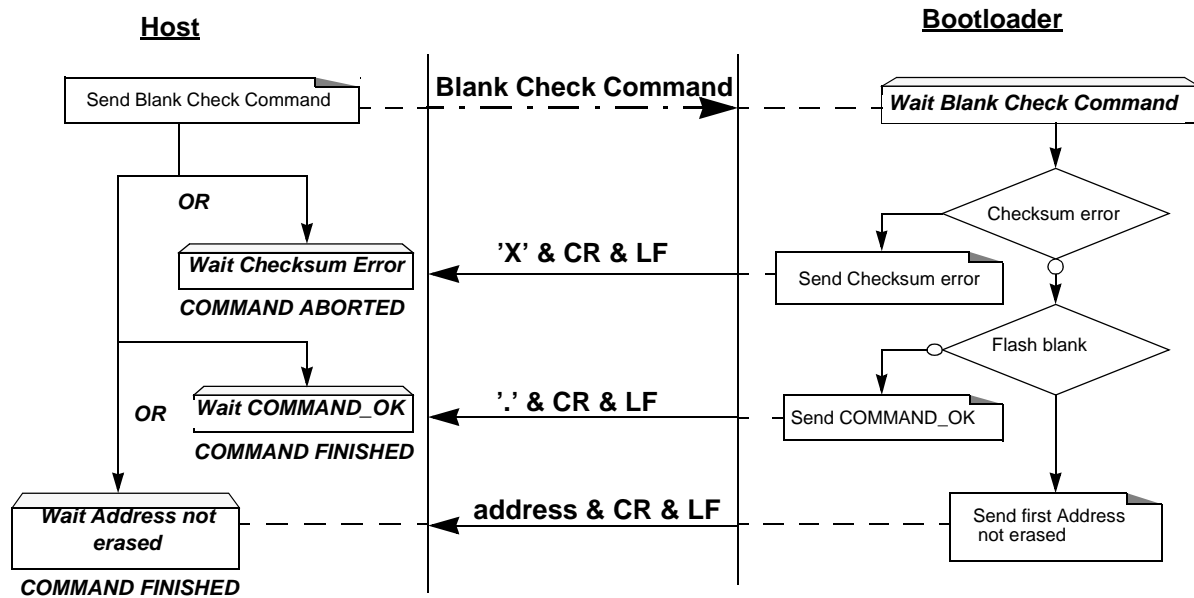 Host
Bootloader
Send Blank Check Command
Blank Check Command
Wait Blank Check Command
OR
Checksum error
Wait Checksum Error
’X’ & CR & LF
Send Checksum error
COMMAND ABORTED
Flash blank
OR
Wait COMMAND_OK
’.’ & CR & LF
Send COMMAND_OK
COMMAND FINISHED
Wait Address not
erased
address & CR & LF
Send first Address
not erased
COMMAND FINISHED